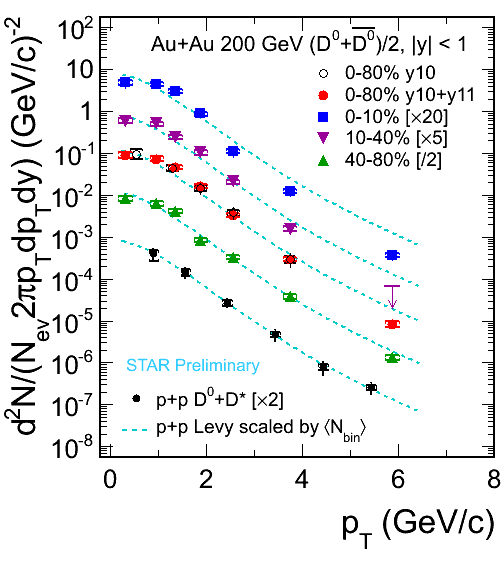 Au+Au 200 GeV (D⁰+D̅⁰)/2, |y| < 1
0-80% y10
0-80% y10+y11
0-10% [×20]
10-40% [×5]
40-80% [/2]
d²N/(N_ev 2πp_T dp_T dy) (GeV/c)⁻²
10²
10
1
10⁻¹
10⁻²
10⁻³
10⁻⁴
10⁻⁵
10⁻⁶
10⁻⁷
10⁻⁸
STAR Preliminary
p+p D⁰+D* [×2]
p+p Levy scaled by ⟨N_bin⟩
0 2 4 6 8
p_T (GeV/c)